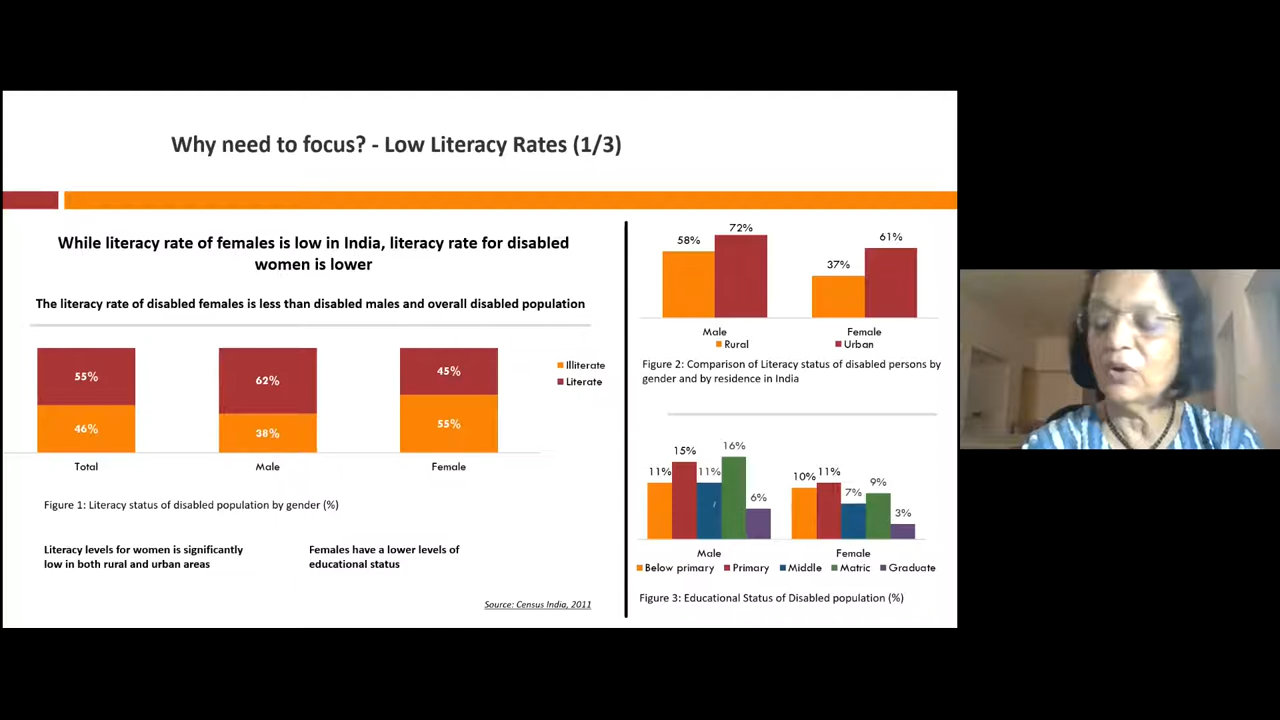 Why need to focus? - Low Literacy Rates (1/3)
While literacy rate of females is low in India, literacy rate for disabled
women is lower
The literacy rate of disabled females is less than disabled males and overall disabled population
55%
62%
45%
46%
38%
55%
Illiterate
Literate
Total
Male
Female
Figure 1: Literacy status of disabled population by gender (%)
Literacy levels for women is significantly
low in both rural and urban areas
Females have a lower levels of
educational status
Source: Census India, 2011
58%
72%
37%
61%
Male
Female
Rural
Urban
Figure 2: Comparison of Literacy status of disabled persons by
gender and by residence in India
11%
15%
11%
16%
6%
10%
11%
7%
9%
3%
Male
Female
Below primary
Primary
Middle
Matric
Graduate
Figure 3: Educational Status of Disabled population (%)